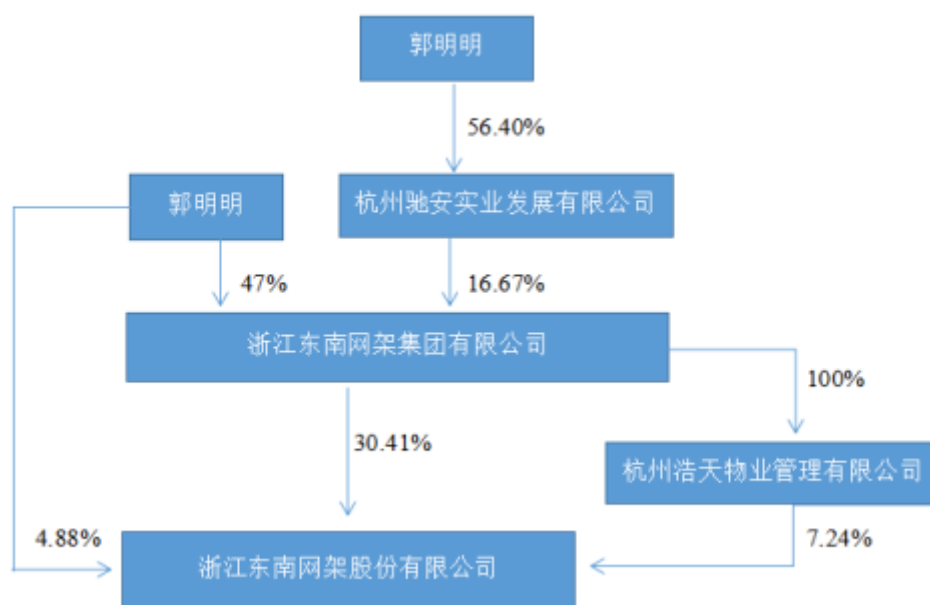 郭明明
56.40%
郭明明
杭州驰安实业发展有限公司
47%
16.67%
浙江东南网架集团有限公司
100%
30.41%
杭州浩天物业管理有限公司
4.88%
7.24%
浙江东南网架股份有限公司